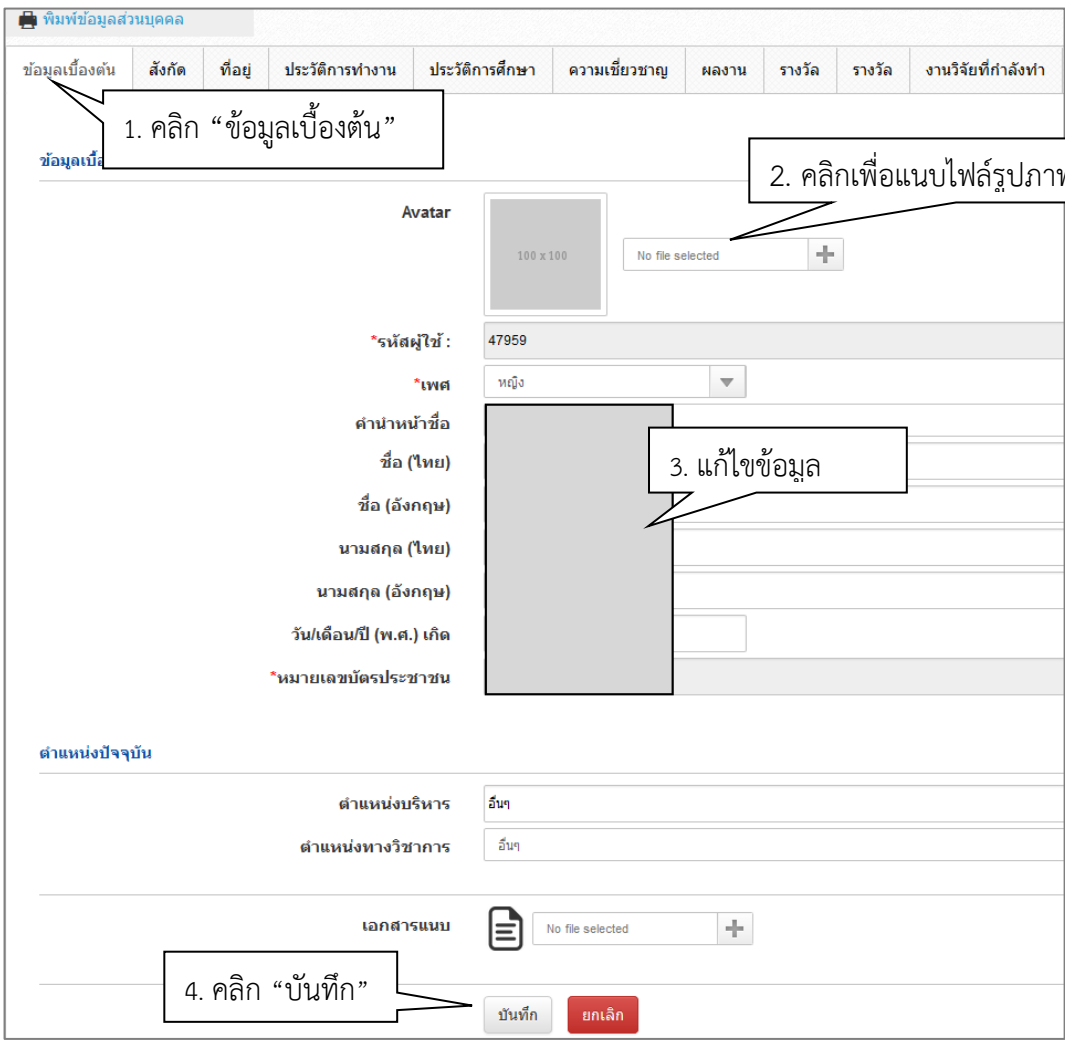 พิมพ์ข้อมูลส่วนบุคคล
ข้อมูลเบื้องต้น สังกัด ที่อยู่ ประวัติการทำงาน ประวัติการศึกษา ความเชี่ยวชาญ ผลงาน รางวัล รางวัล งานวิจัยที่กำลังทำ
1. คลิก “ข้อมูลเบื้องต้น”
ข้อมูลเบื้อ
2. คลิกเพื่อแนบไฟล์รูปภาพ
Avatar
100 x 100
No file selected
*รหัสผู้ใช้ : 47959
*เพศ หญิง
คำนำหน้าชื่อ
ชื่อ (ไทย)
3. แก้ไขข้อมูล
ชื่อ (อังกฤษ)
นามสกุล (ไทย)
นามสกุล (อังกฤษ)
วัน/เดือน/ปี (พ.ศ.) เกิด
*หมายเลขบัตรประชาชน
ตำแหน่งปัจจุบัน
ตำแหน่งบริหาร อื่นๆ
ตำแหน่งทางวิชาการ อื่นๆ
เอกสารแนบ No file selected
4. คลิก “บันทึก”
บันทึก ยกเลิก